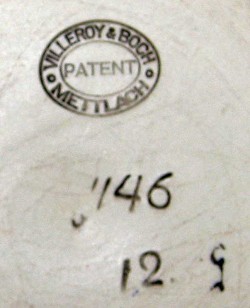 VILLEROY & BOCH
PATENT
METTLACH
146
12